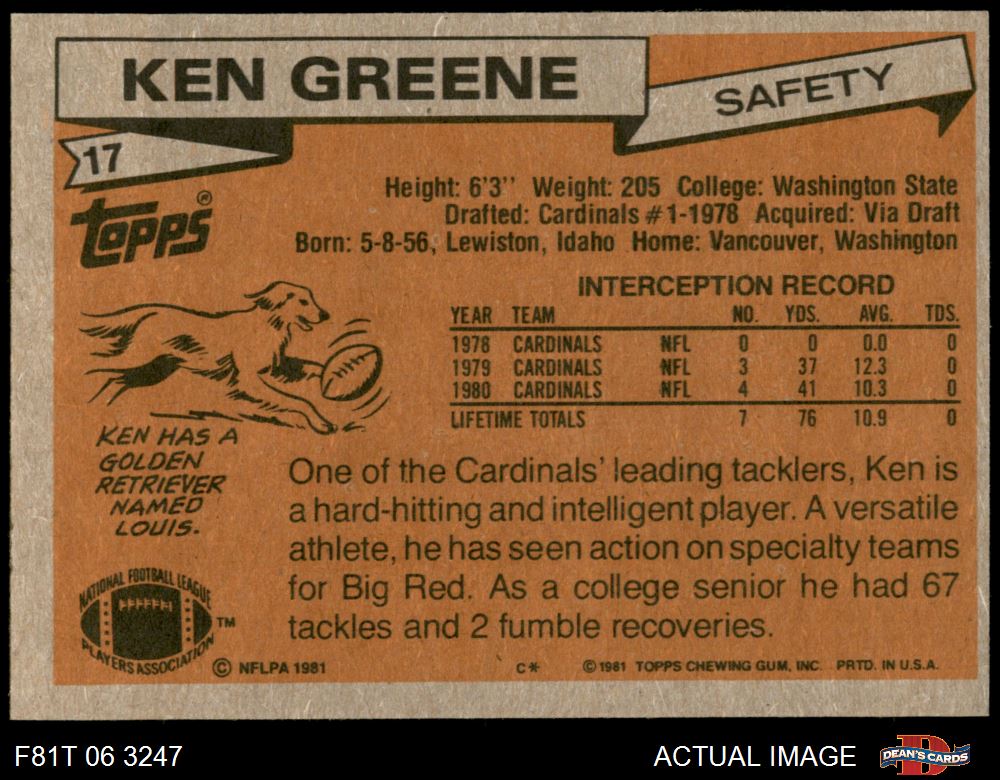 KEN GREENE
SAFETY
17
Topps®
Height: 6'3'' Weight: 205 College: Washington State
Drafted: Cardinals #1-1978 Acquired: Via Draft
Born: 5-8-56, Lewiston, Idaho Home: Vancouver, Washington
INTERCEPTION RECORD
YEAR TEAM NO. YDS. AVG. TDS.
1978 CARDINALS NFL 0 0 0.0 0
1979 CARDINALS NFL 3 37 12.3 0
1980 CARDINALS NFL 4 41 10.3 0
LIFETIME TOTALS 7 76 10.9 0
KEN HAS A
GOLDEN
RETRIEVER
NAMED
LOUIS.
One of the Cardinals' leading tacklers, Ken is
a hard-hitting and intelligent player. A versatile
athlete, he has seen action on specialty teams
for Big Red. As a college senior he had 67
tackles and 2 fumble recoveries.
NATIONAL FOOTBALL LEAGUE
PLAYERS ASSOCIATION
TM
© NFLPA 1981 C* © 1981 TOPPS CHEWING GUM, INC. PRTD. IN U.S.A.
F81T 06 3247 ACTUAL IMAGE DEAN'S CARDS